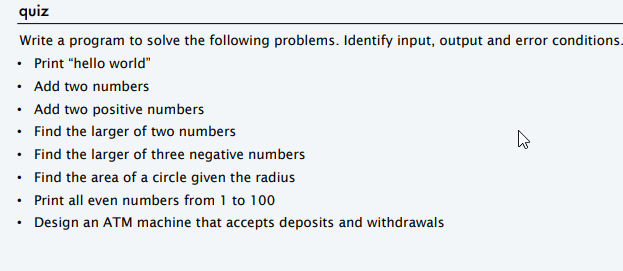 quiz
Write a program to solve the following problems. Identify input, output and error conditions.
• Print “hello world”
• Add two numbers
• Add two positive numbers
• Find the larger of two numbers
• Find the larger of three negative numbers
• Find the area of a circle given the radius
• Print all even numbers from 1 to 100
• Design an ATM machine that accepts deposits and withdrawals